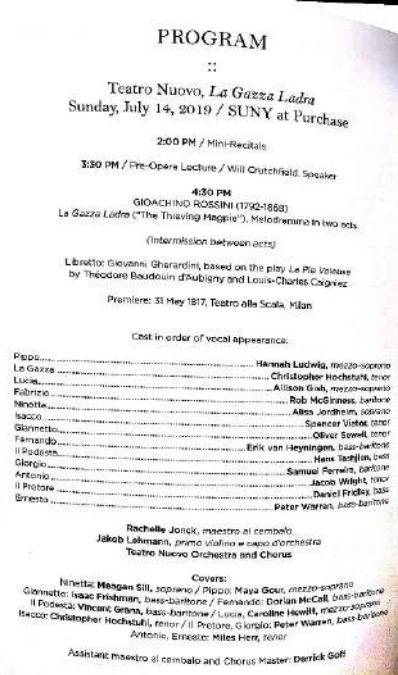 PROGRAM
::
Teatro Nuovo, La Gazza Ladra
Sunday, July 14, 2019 / SUNY at Purchase
2:00 PM / Mini-Recitals
3:30 PM / Pre-Opera Lecture / Will Crutchfield, Speaker
4:30 PM
GIOACHINO ROSSINI (1792-1868)
La Gazza Ladra ("The Thieving Magpie"), Melodramma in two acts
(Intermission between acts)
Libretto: Giovanni Gherardini, based on the play La Pie Voleuse
by Théodore Baudouin d'Aubigny and Louis-Charles Caigniez
Premiere: 31 May 1817, Teatro alla Scala, Milan
Cast in order of vocal appearance:
Pippo Hannah Ludwig, mezzo-soprano
La Gazza Christopher Hochstuhl, tenor
Lucia Allison Gish, mezzo-soprano
Fabrizio Rob McGinness, baritone
Ninetta Alisa Jordheim, soprano
Isacco Spencer Viator, tenor
Giannetto Oliver Sewell, tenor
Fernando Erik van Heyningen, bass-baritone
Il Podestà Hans Tashjian, bass
Giorgio Samuel Ferreira, baritone
Antonio Jacob Wright, tenor
Il Pretore Daniel Fridley, bass
Ernesto Peter Warren, bass-baritone
Rachelle Jonck, maestro al cembalo
Jakob Lehmann, primo violino e capo d'orchestra
Teatro Nuovo Orchestra and Chorus
Covers:
Ninetta: Meagan Sill, soprano / Pippo: Maya Gour, mezzo-soprano
Giannetto: Isaac Frishman, bass-baritone / Fernando: Dorian McCall, bass-baritone
Il Podestà: Vincent Grana, bass-baritone / Lucia, Caroline Hewitt, mezzo-soprano
Isacco: Christopher Hochstuhl, tenor / Il Pretore, Giorgio: Peter Warren, bass-baritone
Antonio, Ernesto: Miles Herr, tenor
Assistant maestro al cembalo and Chorus Master: Derrick Goff